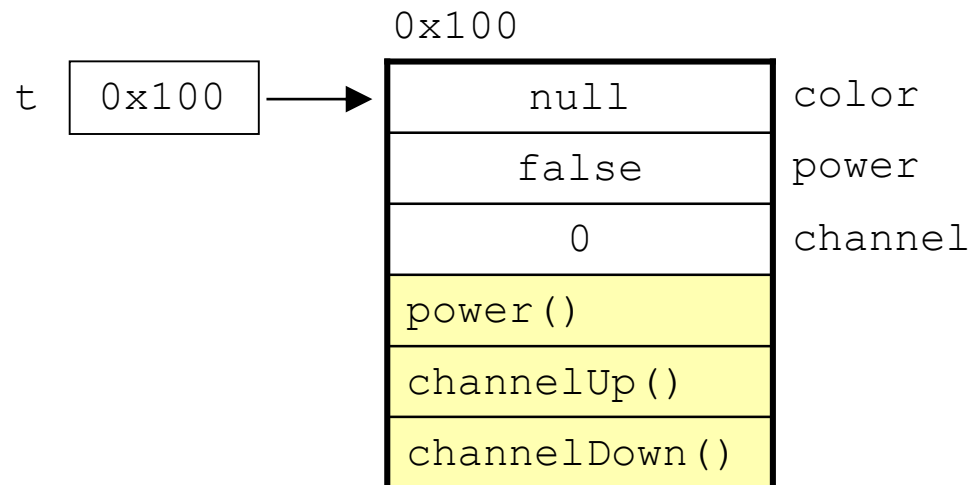 0x100
t 0x100 null color
false power
0 channel
power()
channelUp()
channelDown()